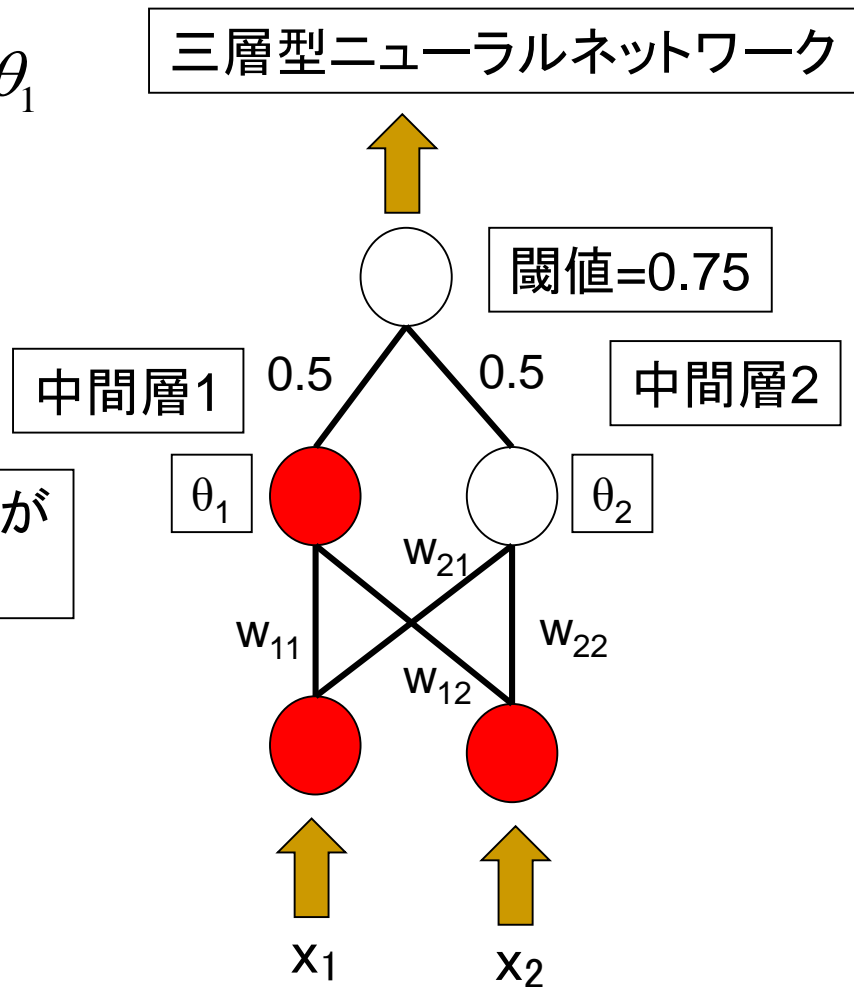 θ₁
三層型ニューラルネットワーク
閾値=0.75
中間層1
0.5
0.5
中間層2
θ₁
θ₂
が
w₂₁
w₁₁
w₂₂
w₁₂
x₁
x₂